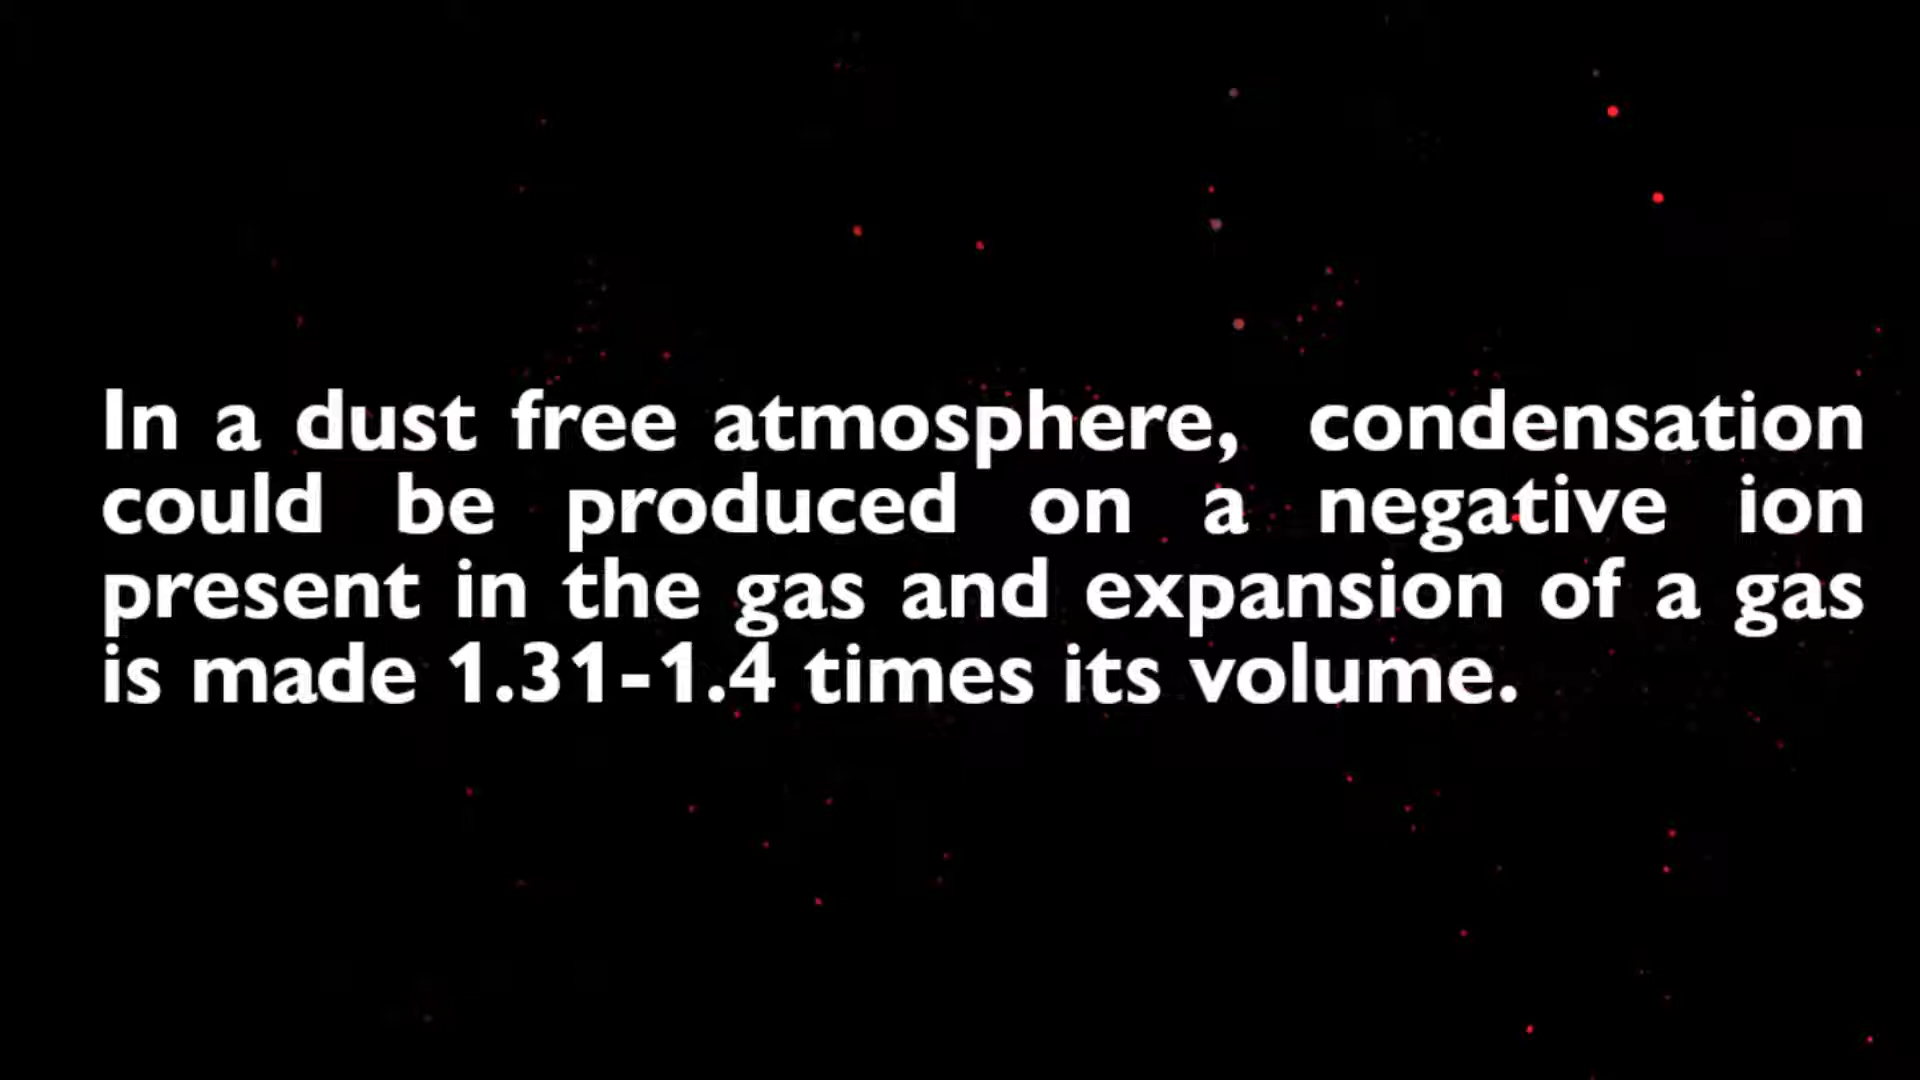 In a dust free atmosphere, condensation
could be produced on a negative ion
present in the gas and expansion of a gas
is made 1.31-1.4 times its volume.